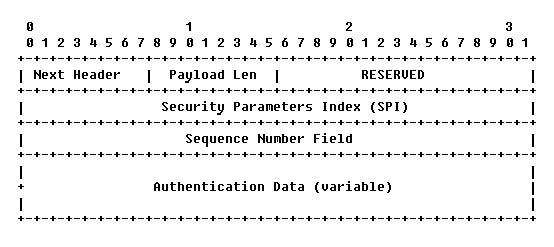 0                   1                   2                   3
0 1 2 3 4 5 6 7 8 9 0 1 2 3 4 5 6 7 8 9 0 1 2 3 4 5 6 7 8 9 0 1
+-+-+-+-+-+-+-+-+-+-+-+-+-+-+-+-+-+-+-+-+-+-+-+-+-+-+-+-+-+-+-+-+
| Next Header   |  Payload Len  |          RESERVED             |
+-+-+-+-+-+-+-+-+-+-+-+-+-+-+-+-+-+-+-+-+-+-+-+-+-+-+-+-+-+-+-+-+
|                 Security Parameters Index (SPI)               |
+-+-+-+-+-+-+-+-+-+-+-+-+-+-+-+-+-+-+-+-+-+-+-+-+-+-+-+-+-+-+-+-+
|                    Sequence Number Field                      |
+-+-+-+-+-+-+-+-+-+-+-+-+-+-+-+-+-+-+-+-+-+-+-+-+-+-+-+-+-+-+-+-+
|                                                               |
+                Authentication Data (variable)                 |
|                                                               |
+-+-+-+-+-+-+-+-+-+-+-+-+-+-+-+-+-+-+-+-+-+-+-+-+-+-+-+-+-+-+-+-+